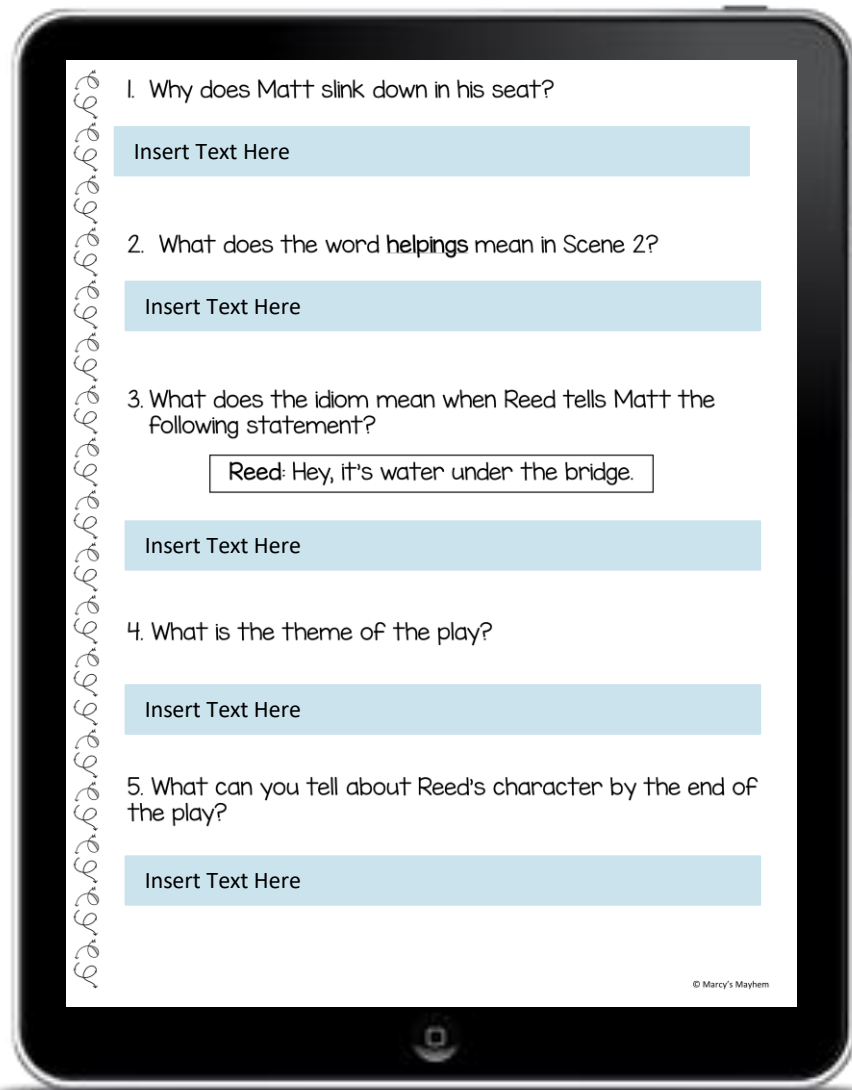 1. Why does Matt slink down in his seat?
Insert Text Here
2. What does the word helpings mean in Scene 2?
Insert Text Here
3. What does the idiom mean when Reed tells Matt the
following statement?
Reed: Hey, it's water under the bridge.
Insert Text Here
4. What is the theme of the play?
Insert Text Here
5. What can you tell about Reed's character by the end of
the play?
Insert Text Here
© Marcy's Mayhem